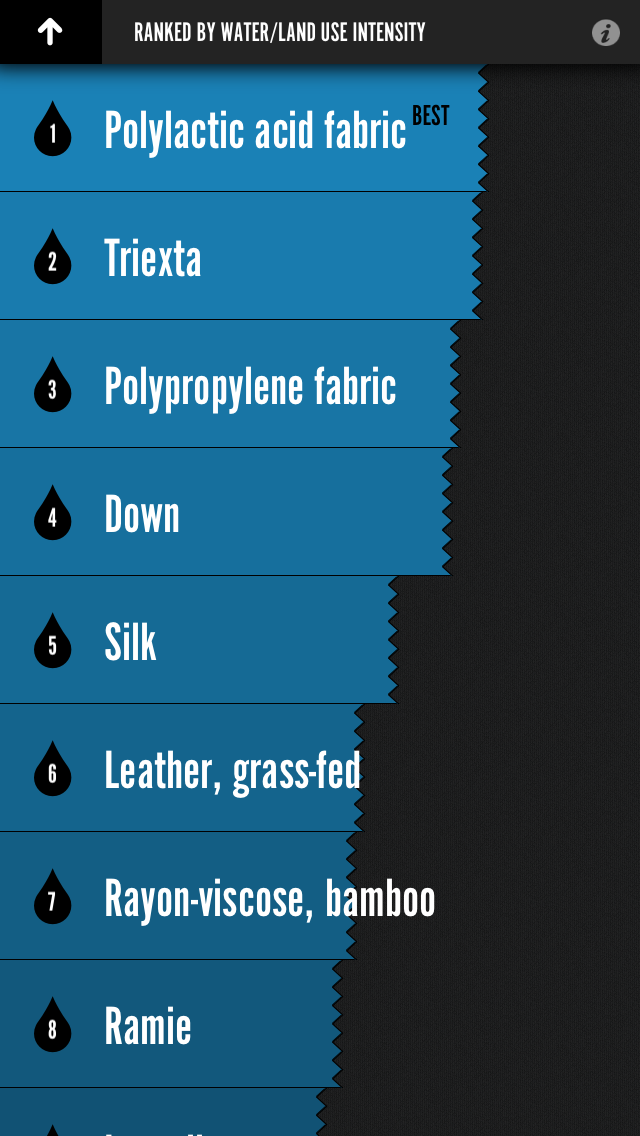 RANKED BY WATER/LAND USE INTENSITY
1 Polylactic acid fabric BEST
2 Triexta
3 Polypropylene fabric
4 Down
5 Silk
6 Leather, grass-fed
7 Rayon-viscose, bamboo
8 Ramie